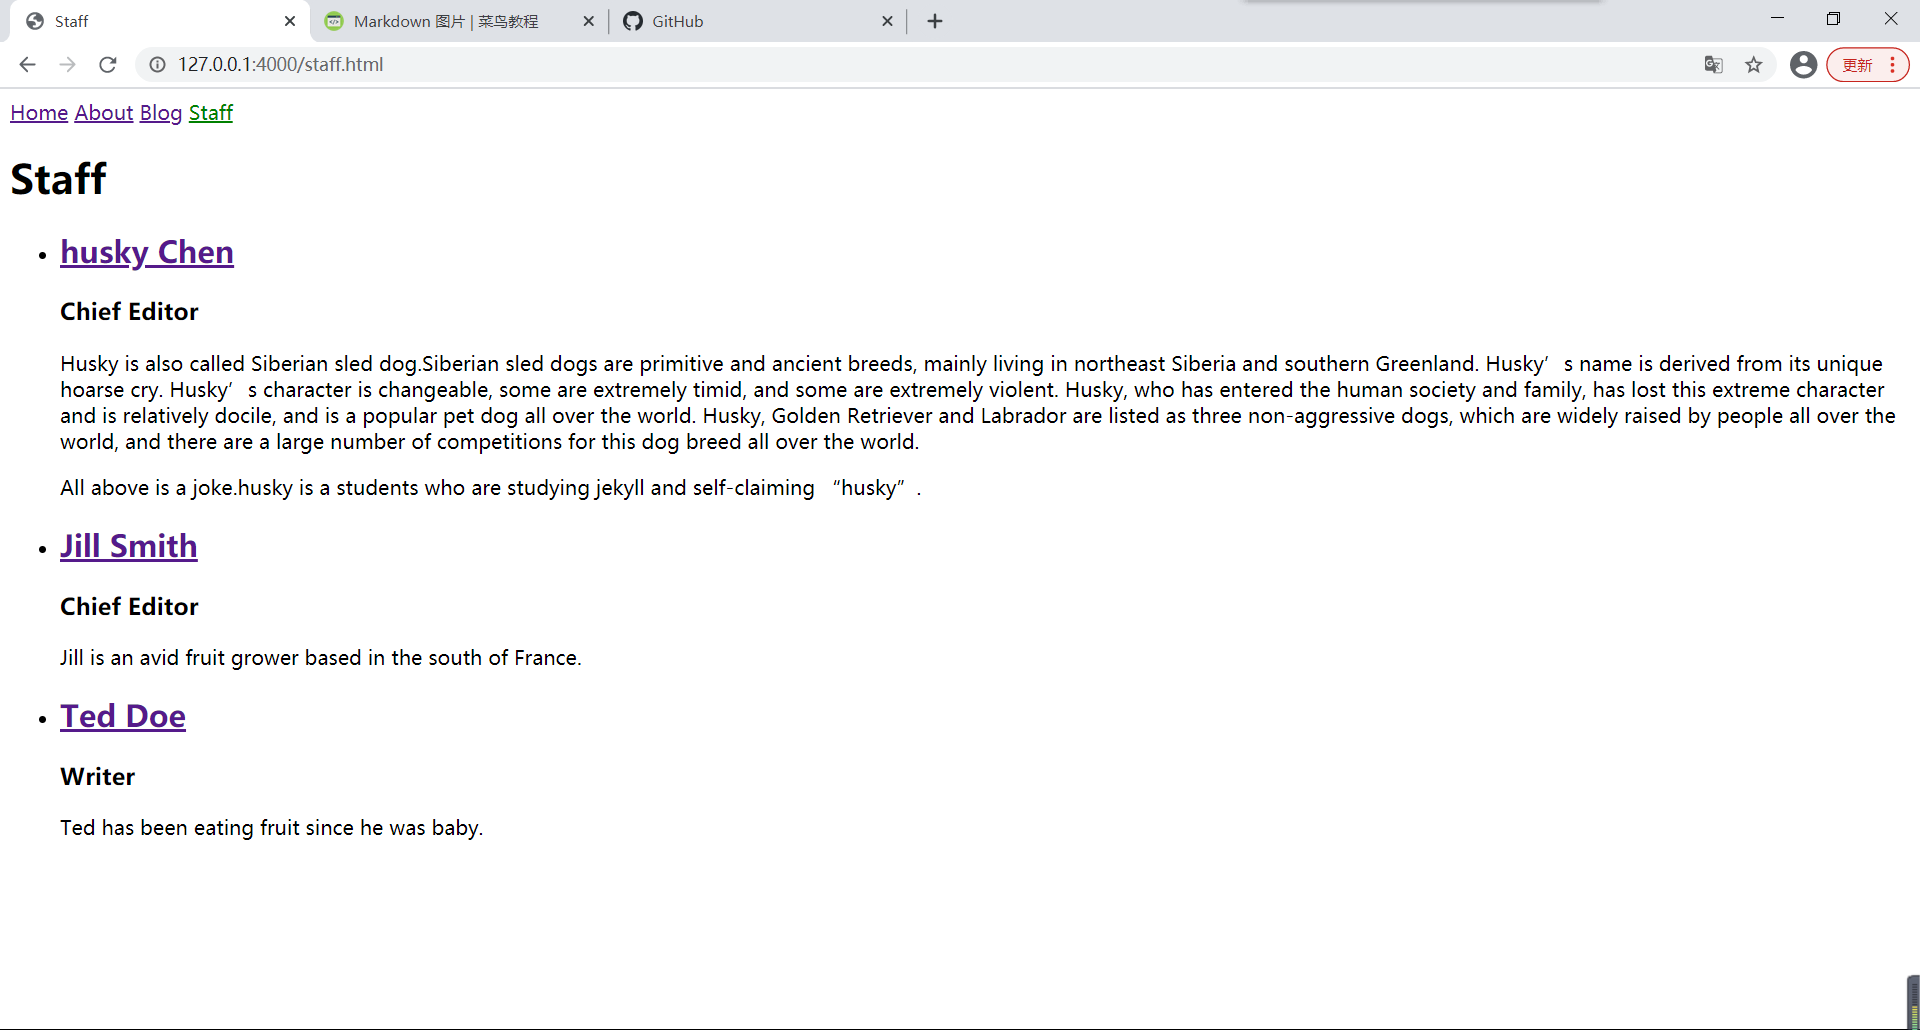 Staff
Markdown 图片 | 菜鸟教程
GitHub
127.0.0.1:4000/staff.html
更新
Home About Blog Staff
Staff
husky Chen
Chief Editor
Husky is also called Siberian sled dog.Siberian sled dogs are primitive and ancient breeds, mainly living in northeast Siberia and southern Greenland. Husky’s name is derived from its unique
hoarse cry. Husky’s character is changeable, some are extremely timid, and some are extremely violent. Husky, who has entered the human society and family, has lost this extreme character
and is relatively docile, and is a popular pet dog all over the world. Husky, Golden Retriever and Labrador are listed as three non-aggressive dogs, which are widely raised by people all over the
world, and there are a large number of competitions for this dog breed all over the world.
All above is a joke.husky is a students who are studying jekyll and self-claiming “husky”.
Jill Smith
Chief Editor
Jill is an avid fruit grower based in the south of France.
Ted Doe
Writer
Ted has been eating fruit since he was baby.